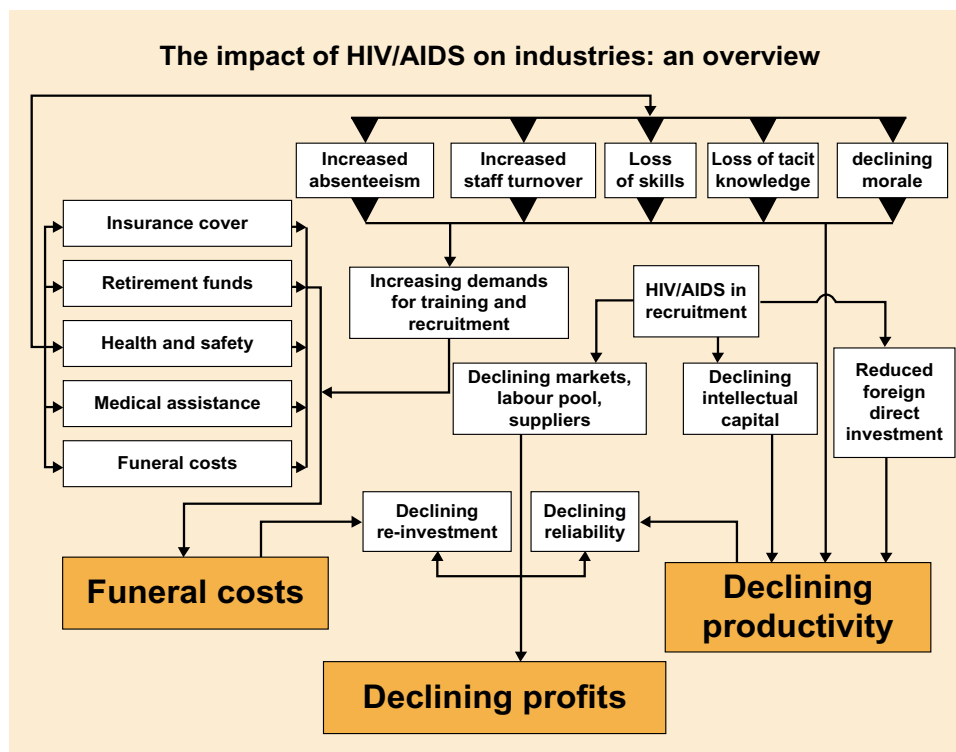 The impact of HIV/AIDS on industries: an overview
Increased
absenteeism
Increased
staff turnover
Loss
of skills
Loss of tacit
knowledge
declining
morale
Insurance cover
Retirement funds
Health and safety
Medical assistance
Funeral costs
Increasing demands
for training and
recruitment
HIV/AIDS in
recruitment
Declining markets,
labour pool,
suppliers
Declining
intellectual
capital
Reduced
foreign
direct
investment
Declining
re-investment
Declining
reliability
Funeral costs
Declining
productivity
Declining profits